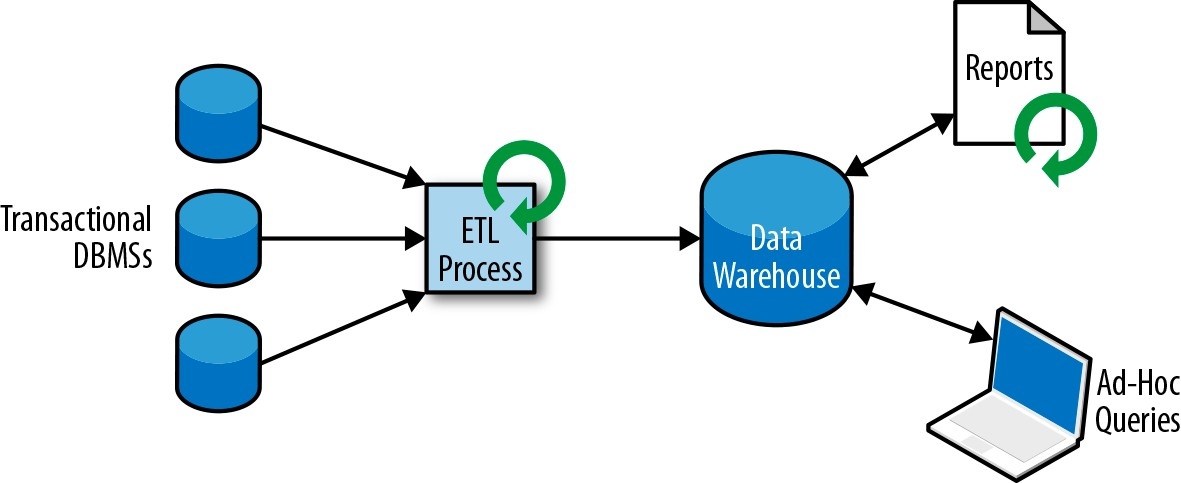 Transactional
DBMSs
ETL
Process
Data
Warehouse
Reports
Ad-Hoc
Queries